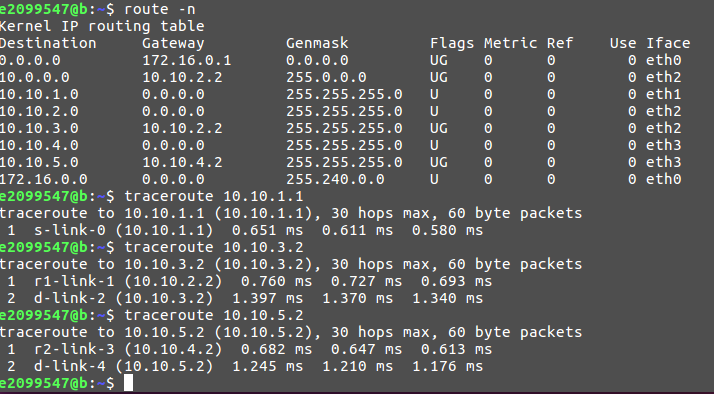 e2099547@b:~$ route -n
Kernel IP routing table
Destination     Gateway         Genmask         Flags Metric Ref    Use Iface
0.0.0.0         172.16.0.1      0.0.0.0         UG    0      0        0 eth0
10.0.0.0        10.10.2.2       255.0.0.0       UG    0      0        0 eth2
10.10.1.0       0.0.0.0         255.255.255.0   U     0      0        0 eth1
10.10.2.0       0.0.0.0         255.255.255.0   U     0      0        0 eth2
10.10.3.0       10.10.2.2       255.255.255.0   UG    0      0        0 eth2
10.10.4.0       0.0.0.0         255.255.255.0   U     0      0        0 eth3
10.10.5.0       10.10.4.2       255.255.255.0   UG    0      0        0 eth3
172.16.0.0      0.0.0.0         255.240.0.0     U     0      0        0 eth0
e2099547@b:~$ traceroute 10.10.1.1
traceroute to 10.10.1.1 (10.10.1.1), 30 hops max, 60 byte packets
 1  s-link-0 (10.10.1.1)  0.651 ms  0.611 ms  0.580 ms
e2099547@b:~$ traceroute 10.10.3.2
traceroute to 10.10.3.2 (10.10.3.2), 30 hops max, 60 byte packets
 1  r1-link-1 (10.10.2.2)  0.760 ms  0.727 ms  0.693 ms
 2  d-link-2 (10.10.3.2)  1.397 ms  1.370 ms  1.340 ms
e2099547@b:~$ traceroute 10.10.5.2
traceroute to 10.10.5.2 (10.10.5.2), 30 hops max, 60 byte packets
 1  r2-link-3 (10.10.4.2)  0.682 ms  0.647 ms  0.613 ms
 2  d-link-4 (10.10.5.2)  1.245 ms  1.210 ms  1.176 ms
e2099547@b:~$